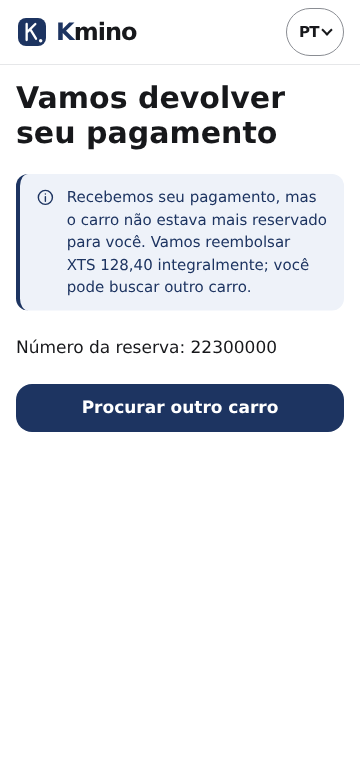 K. Kmino
PT
Vamos devolver
seu pagamento
Recebemos seu pagamento, mas
o carro não estava mais reservado
para você. Vamos reembolsar
XTS 128,40 integralmente; você
pode buscar outro carro.
Número da reserva: 22300000
Procurar outro carro